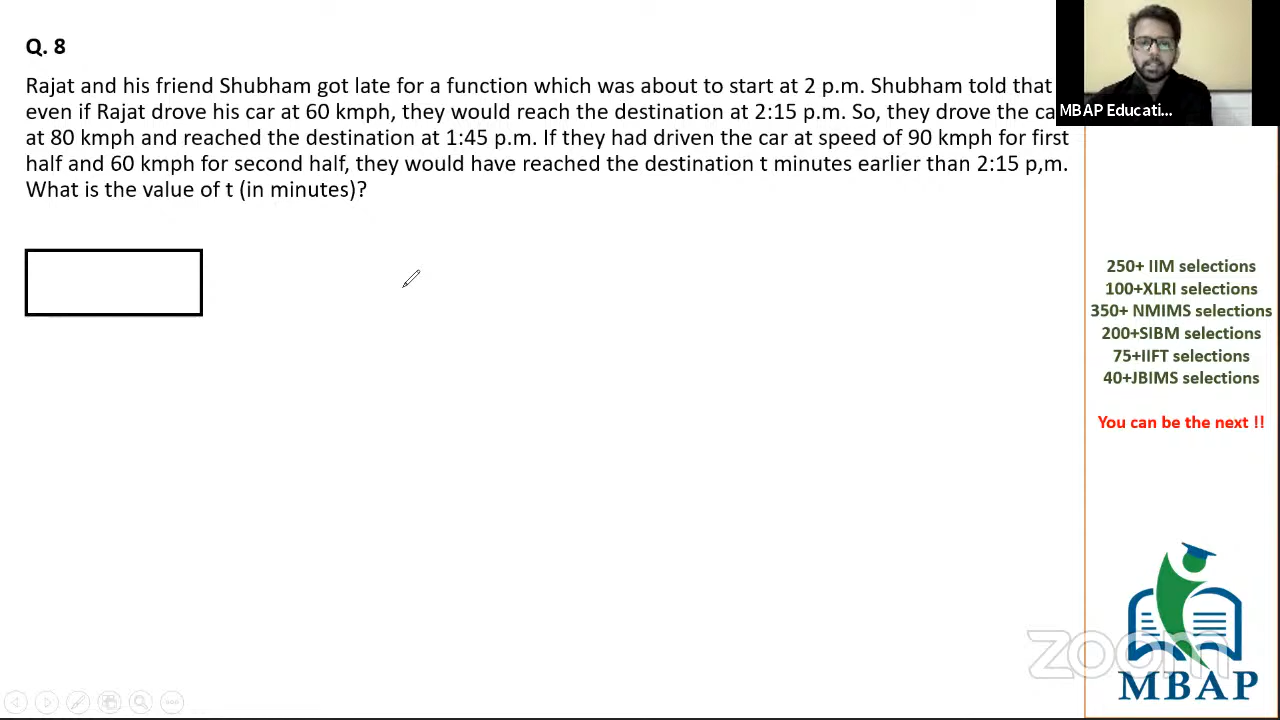 Q. 8
Rajat and his friend Shubham got late for a function which was about to start at 2 p.m. Shubham told that
even if Rajat drove his car at 60 kmph, they would reach the destination at 2:15 p.m. So, they drove the ca
at 80 kmph and reached the destination at 1:45 p.m. If they had driven the car at speed of 90 kmph for first
half and 60 kmph for second half, they would have reached the destination t minutes earlier than 2:15 p,m.
What is the value of t (in minutes)?
MBAP Educati...
250+ IIM selections
100+XLRI selections
350+ NMIMS selections
200+SIBM selections
75+IIFT selections
40+JBIMS selections
You can be the next !!
zoom
MBAP